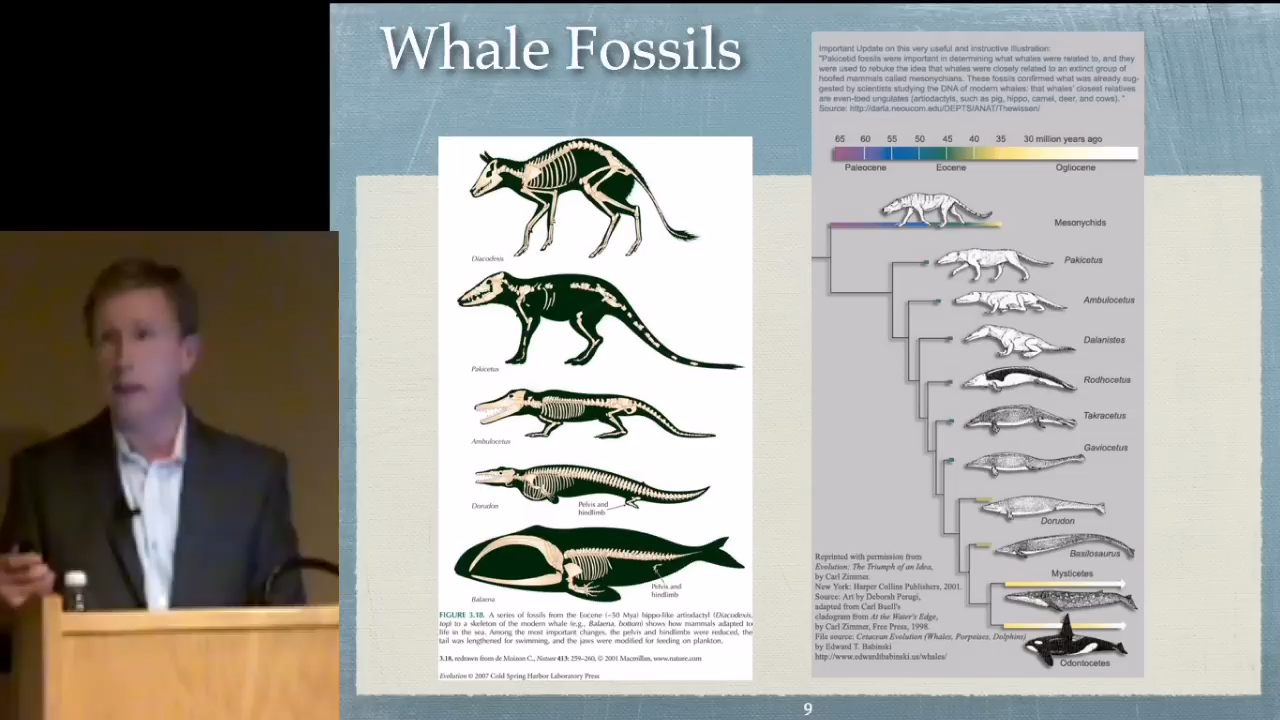 Whale Fossils
Diacodexis
Pakicetus
Ambulocetus
Dorudon
Pelvis and
hindlimb
Balaena
Pelvis and
hindlimb
FIGURE 3.18. A series of fossils from the Eocene (~50 Mya) hippo-like artiodactyl (Diacodexis,
top) to a skeleton of the modern whale (e.g., Balaena, bottom) shows how mammals adapted to
life in the sea. Among the most important changes, the pelvis and hindlimb were reduced, the
tail was lengthened for swimming, and the jaws were modified for feeding on plankton.
3.18, redrawn from de Muizon C., Nature 413: 259–260, © 2001 Macmillan, www.nature.com
Evolution © 2007 Cold Spring Harbor Laboratory Press
Important Update on this very useful and instructive Illustration:
"Pakicetid fossils were important in determining what whales were related to, and they
were used to rebuke the idea that whales were closely related to an extinct group of
hoofed mammals called mesonychians. These fossils confirmed what was already sug-
gested by scientists studying the DNA of modern whales: that whales' closest relatives
are even-toed ungulates (artiodactyls, such as pig, hippo, camel, deer, and cows). "
Source: http://darla.neoucom.edu/DEPTS/ANAT/Thewissen/
65 60 55 50 45 40 35 30 million years ago
Paleocene Eocene Ogliocene
Mesonychids
Pakicetus
Ambulocetus
Dalanistes
Rodhocetus
Takracetus
Gaviocetus
Dorudon
Basilosaurus
Mysticetes
Odontocetes
Reprinted with permission from
Evolution: The Triumph of an Idea,
by Carl Zimmer.
New York: Harper Collins Publishers, 2001.
Source: Art by Deborah Perugi,
adapted from Carl Buell's
cladogram from At the Water's Edge,
by Carl Zimmer, Free Press, 1998.
File source: Cetacean Evolution (Whales, Porpoises, Dolphins)
by Edward T. Babinski
http://www.edwardtbabinski.us/whales/
9